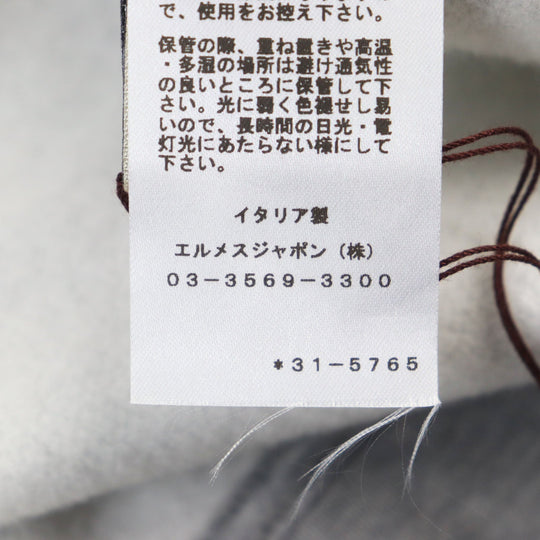 で、使用をお控え下さい。
保管の際、重ね置きや高温
・多湿の場所は避け通気性
の良いところに保管して下
さい。光に弱く色褪せし易
いので、長時間の日光・電
灯光にあたらない様にして
下さい。
イタリア製
エルメスジャポン(株)
03-3569-3300
*31-5765